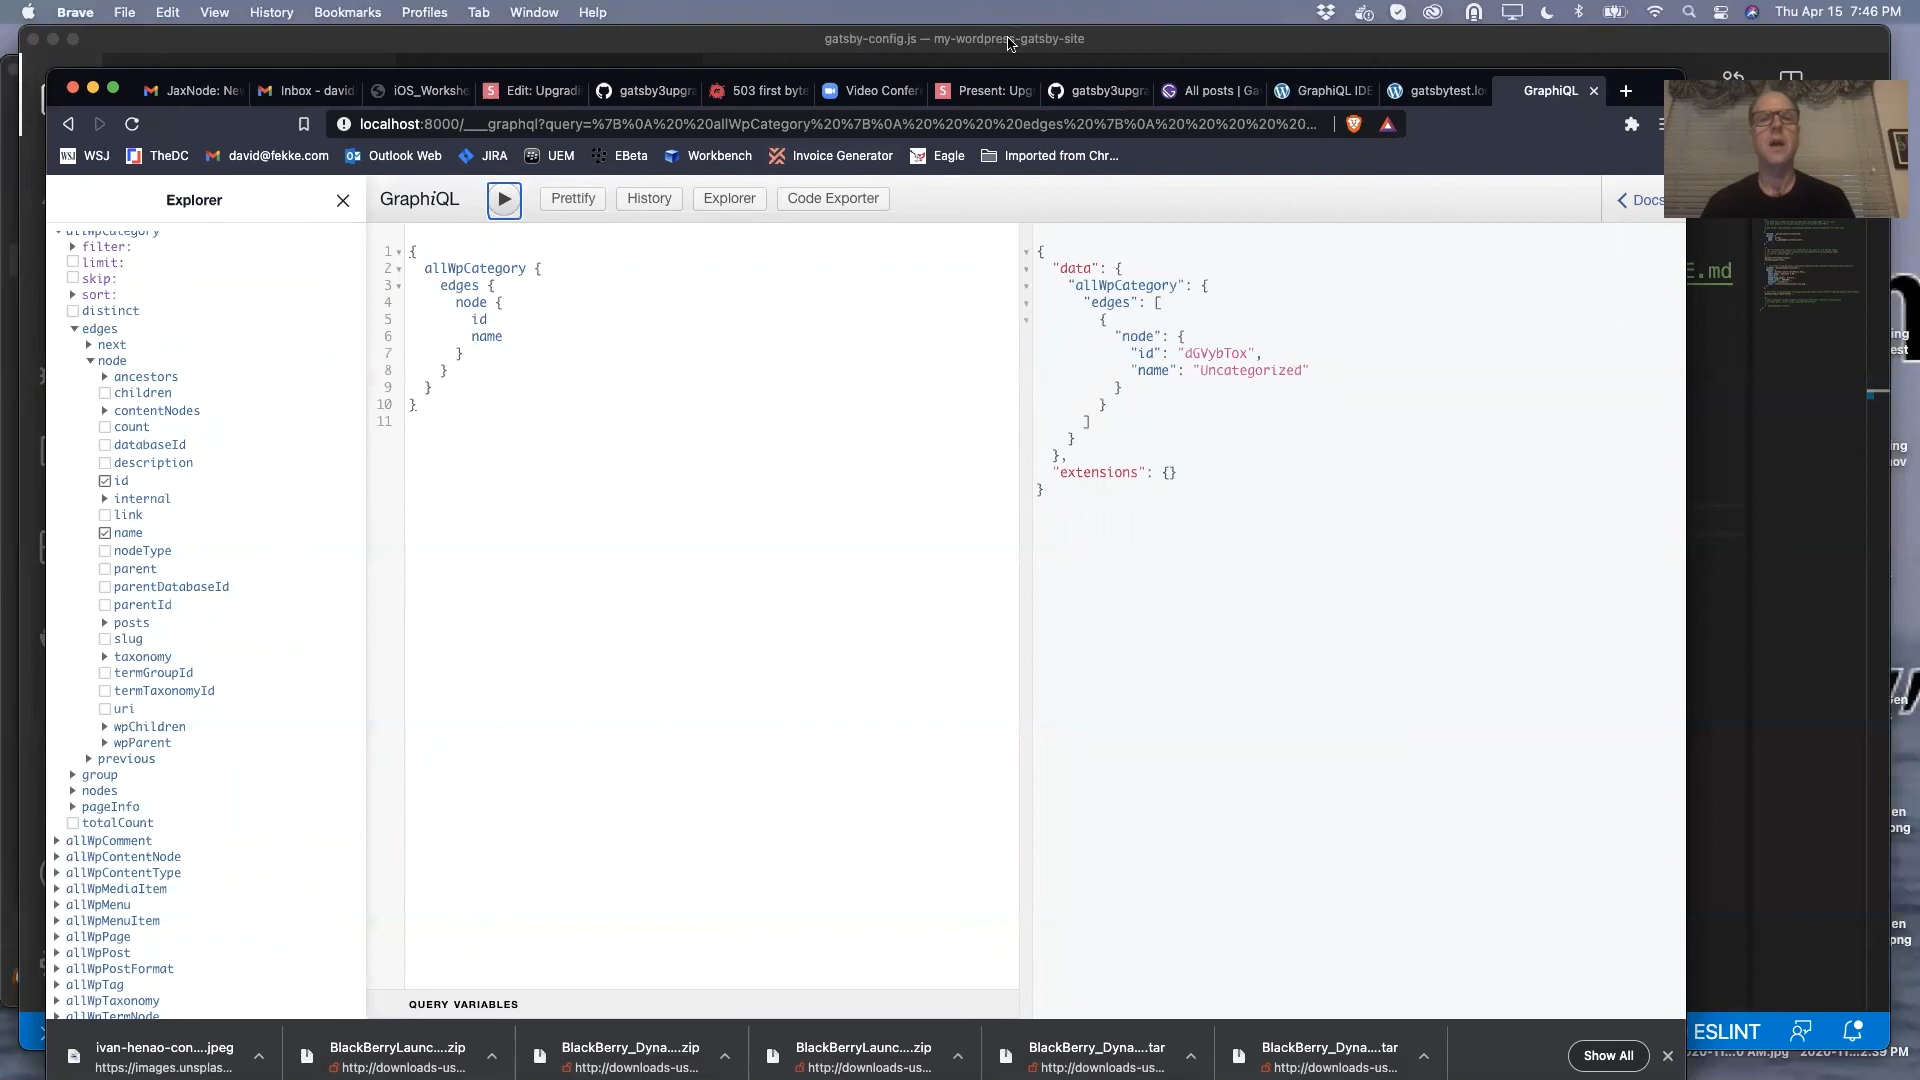 Brave File Edit View History Bookmarks Profiles Tab Window Help Thu Apr 15 7:46 PM
gatsby-config.js — my-wordpress-gatsby-site
JaxNode: Ne Inbox - david iOS_Workshe Edit: Upgradi gatsby3upgra 503 first byte Video Confer Present: Upg gatsby3upgra All posts | Ga GraphiQL IDE gatsbytest.lo GraphiQL
localhost:8000/___graphql?query=%7B%0A%20%20allWpCategory%20%7B%0A%20%20%20%20edges%20%7B%0A%20%20%20%20%20%20...
WSJ TheDC david@fekke.com Outlook Web JIRA UEM EBeta Workbench Invoice Generator Eagle Imported from Chr...
Explorer
GraphiQL Prettify History Explorer Code Exporter Docs
allWpCategory
filter:
limit:
skip:
sort:
distinct
edges
next
node
ancestors
children
contentNodes
count
databaseId
description
id
internal
link
name
nodeType
parent
parentDatabaseId
parentId
posts
slug
taxonomy
termGroupId
termTaxonomyId
uri
wpChildren
wpParent
previous
group
nodes
pageInfo
totalCount
allWpComment
allWpContentNode
allWpContentType
allWpMediaItem
allWpMenu
allWpMenuItem
allWpPage
allWpPost
allWpPostFormat
allWpTag
allWpTaxonomy
allWpTermNode
1 {
2 allWpCategory {
3 edges {
4 node {
5 id
6 name
7 }
8 }
9 }
10 }
11
{
"data": {
"allWpCategory": {
"edges": [
{
"node": {
"id": "dGVybTox",
"name": "Uncategorized"
}
}
]
}
},
"extensions": {}
}
QUERY VARIABLES
E.md
ESLINT
ivan-henao-con....jpeg BlackBerryLaunc....zip BlackBerry_Dyna....zip BlackBerryLaunc....zip BlackBerry_Dyna....tar BlackBerry_Dyna....tar Show All
https://images.unsplas... http://downloads-us... http://downloads-us... http://downloads-us... http://downloads-us... http://downloads-us...